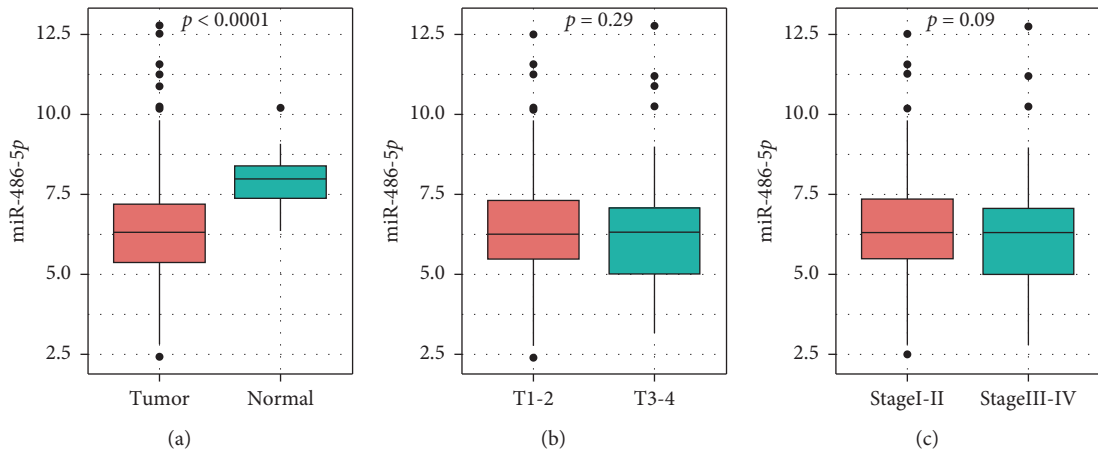 p < 0.0001
12.5
10.0
7.5
5.0
2.5
miR-486-5p
Tumor Normal
(a)
p = 0.29
12.5
10.0
7.5
5.0
2.5
miR-486-5p
T1-2 T3-4
(b)
p = 0.09
12.5
10.0
7.5
5.0
2.5
miR-486-5p
StageI-II StageIII-IV
(c)